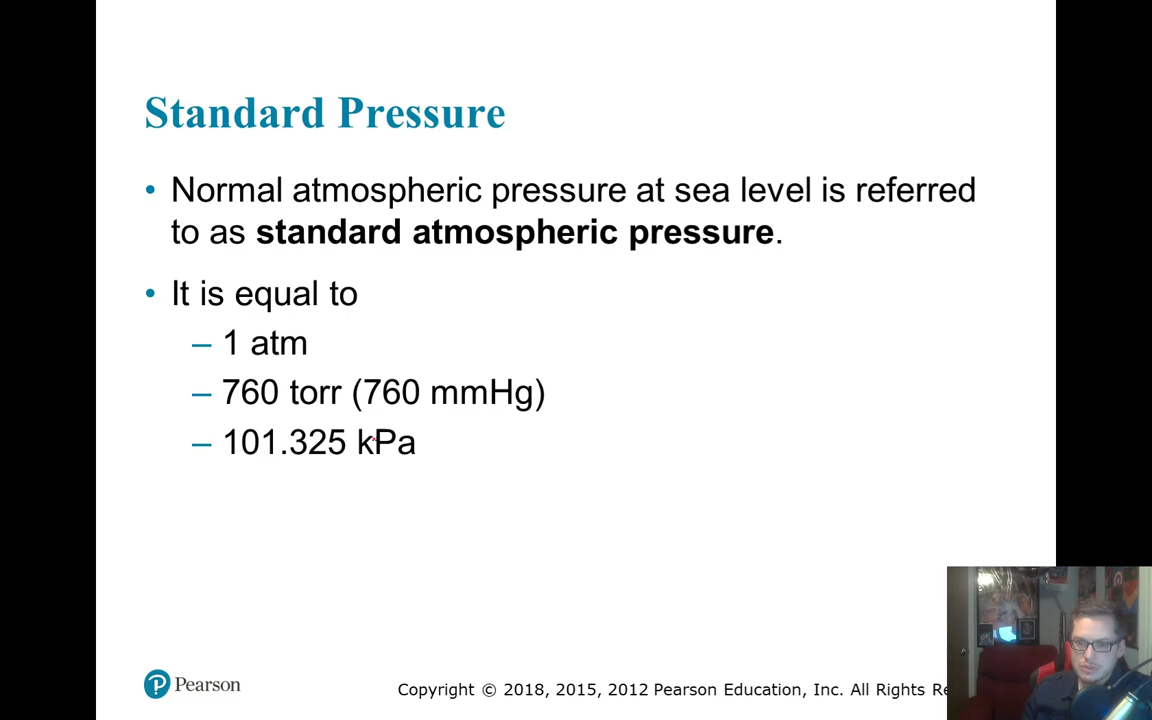 Standard Pressure
• Normal atmospheric pressure at sea level is referred
to as standard atmospheric pressure.
• It is equal to
– 1 atm
– 760 torr (760 mmHg)
– 101.325 kPa
P Pearson
Copyright © 2018, 2015, 2012 Pearson Education, Inc. All Rights